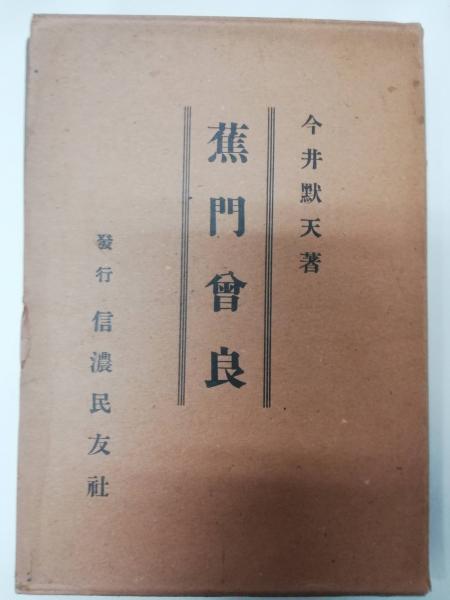 今井默天著
蕉門曾良
發行 信濃民友社